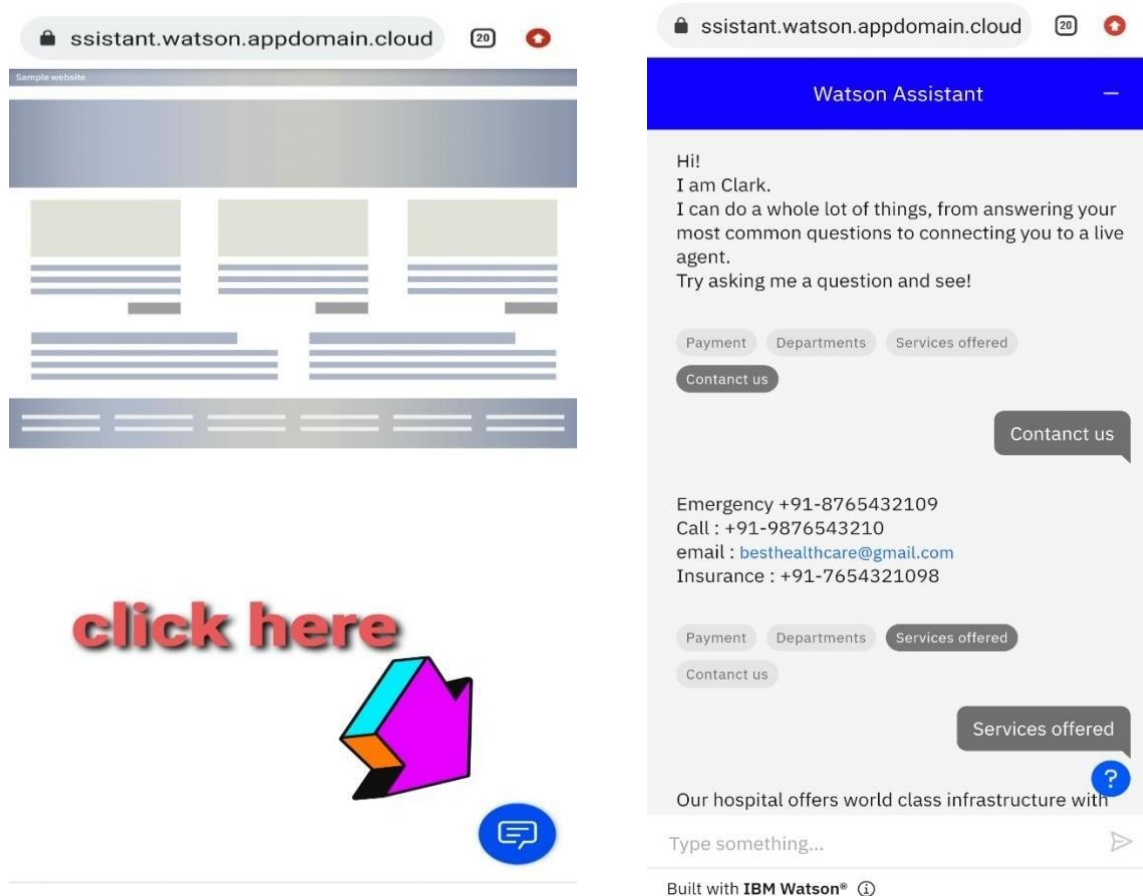 ssistant.watson.appdomain.cloud
20
Sample website
click here
ssistant.watson.appdomain.cloud
20
Watson Assistant
Hi!
I am Clark.
I can do a whole lot of things, from answering your
most common questions to connecting you to a live
agent.
Try asking me a question and see!
Payment Departments Services offered
Contanct us
Contanct us
Emergency +91-8765432109
Call : +91-9876543210
email : besthealthcare@gmail.com
Insurance : +91-7654321098
Payment Departments Services offered
Contanct us
Services offered
?
Our hospital offers world class infrastructure with
Type something...
Built with IBM Watson®